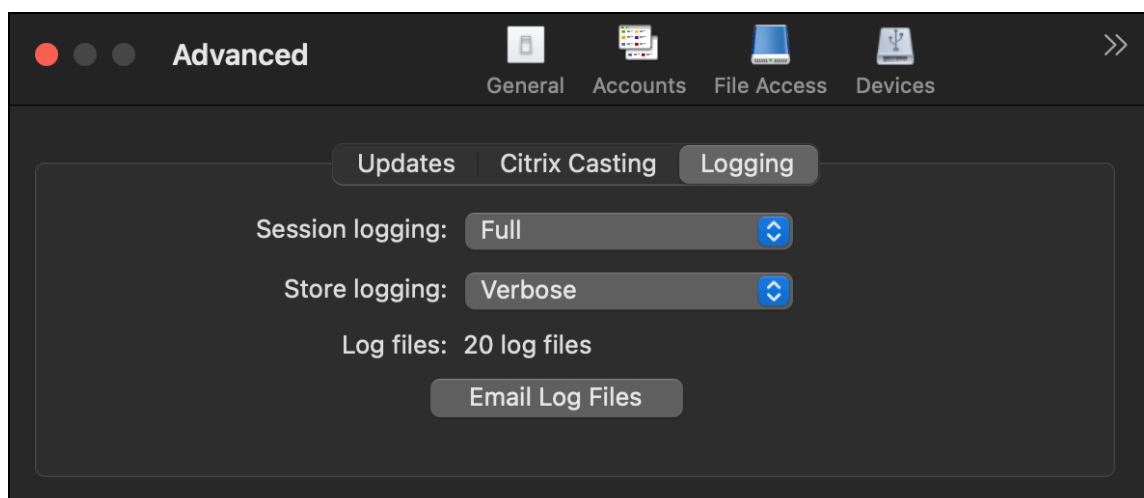 Advanced
General Accounts File Access Devices
Updates Citrix Casting Logging
Session logging: Full
Store logging: Verbose
Log files: 20 log files
Email Log Files